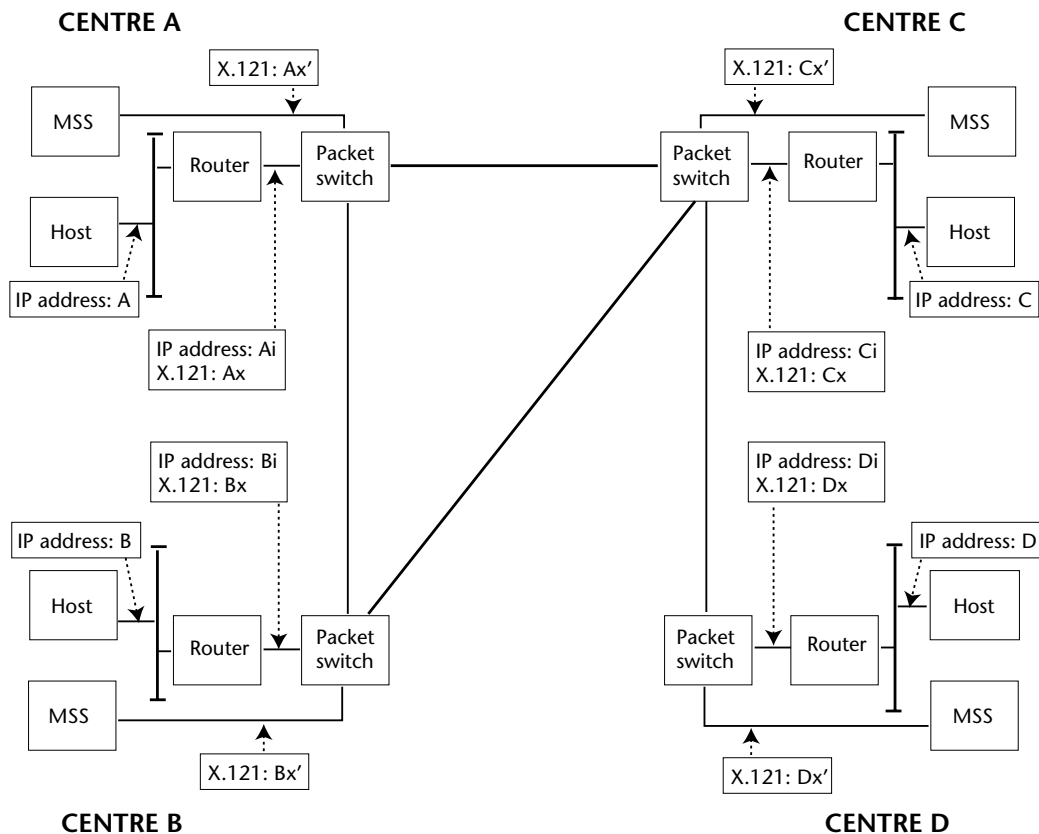 CENTRE A
CENTRE C
X.121: Ax′
X.121: Cx′
MSS
MSS
Router
Packet
switch
Packet
switch
Router
Host
Host
IP address: A
IP address: C
IP address: Ai
X.121: Ax
IP address: Ci
X.121: Cx
IP address: Bi
X.121: Bx
IP address: Di
X.121: Dx
IP address: B
IP address: D
Host
Host
Router
Packet
switch
Packet
switch
Router
MSS
MSS
X.121: Bx′
X.121: Dx′
CENTRE B
CENTRE D